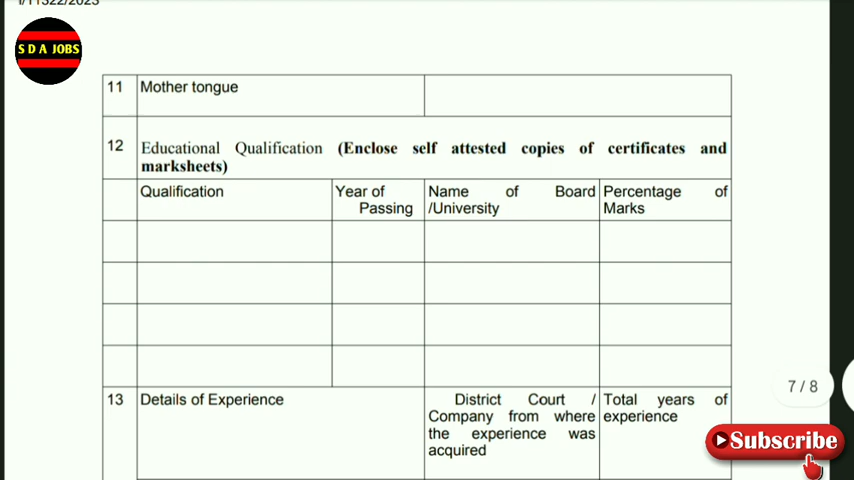 I/11322/2023
S D A JOBS
11 Mother tongue
12 Educational Qualification (Enclose self attested copies of certificates and
marksheets)
Qualification Year of Passing Name of Board /University Percentage of Marks
13 Details of Experience District Court / Company from where the experience was acquired Total years of experience
7 / 8
Subscribe